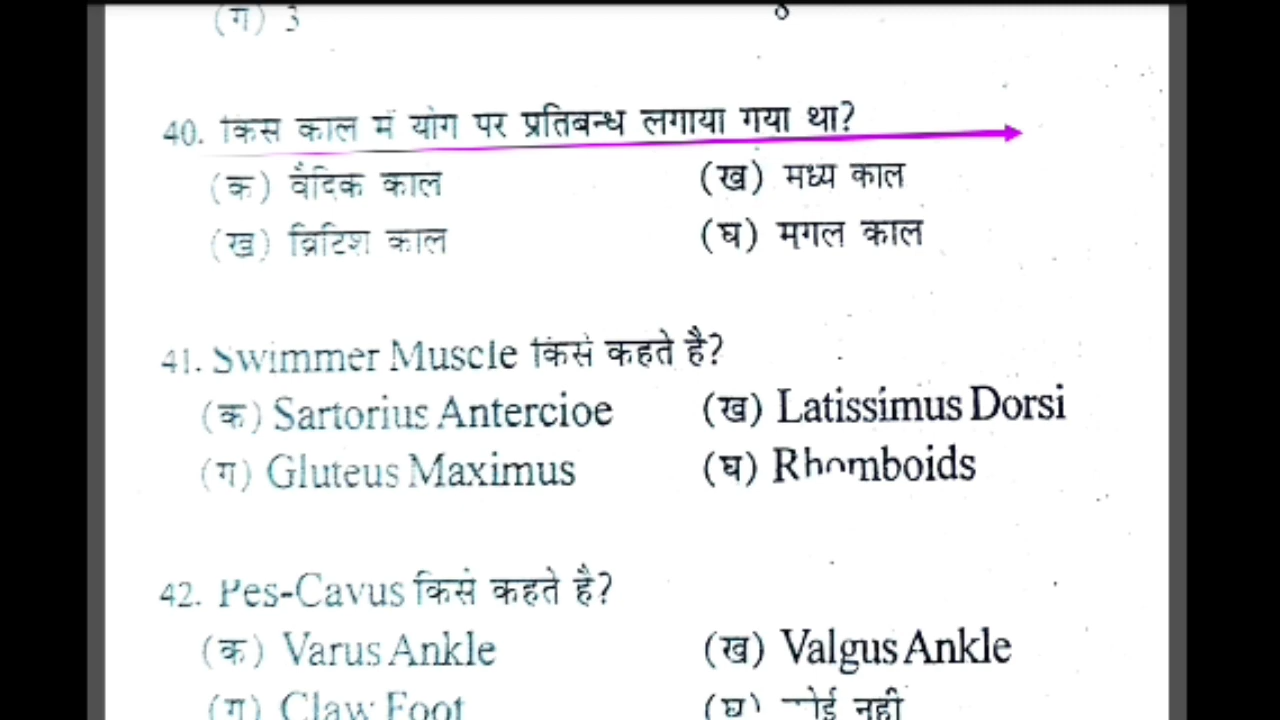 (ग) 3
40. किस काल में योग पर प्रतिबन्ध लगाया गया था?
(क) वैदिक काल (ख) मध्य काल
(ख) ब्रिटिश काल (घ) मुगल काल
41. Swimmer Muscle किसे कहते है?
(क) Sartorius Antercioe (ख) Latissimus Dorsi
(ग) Gluteus Maximus (घ) Rhomboids
42. Pes-Cavus किसे कहते है?
(क) Varus Ankle (ख) Valgus Ankle
(ग) Claw Foot (घ) नही